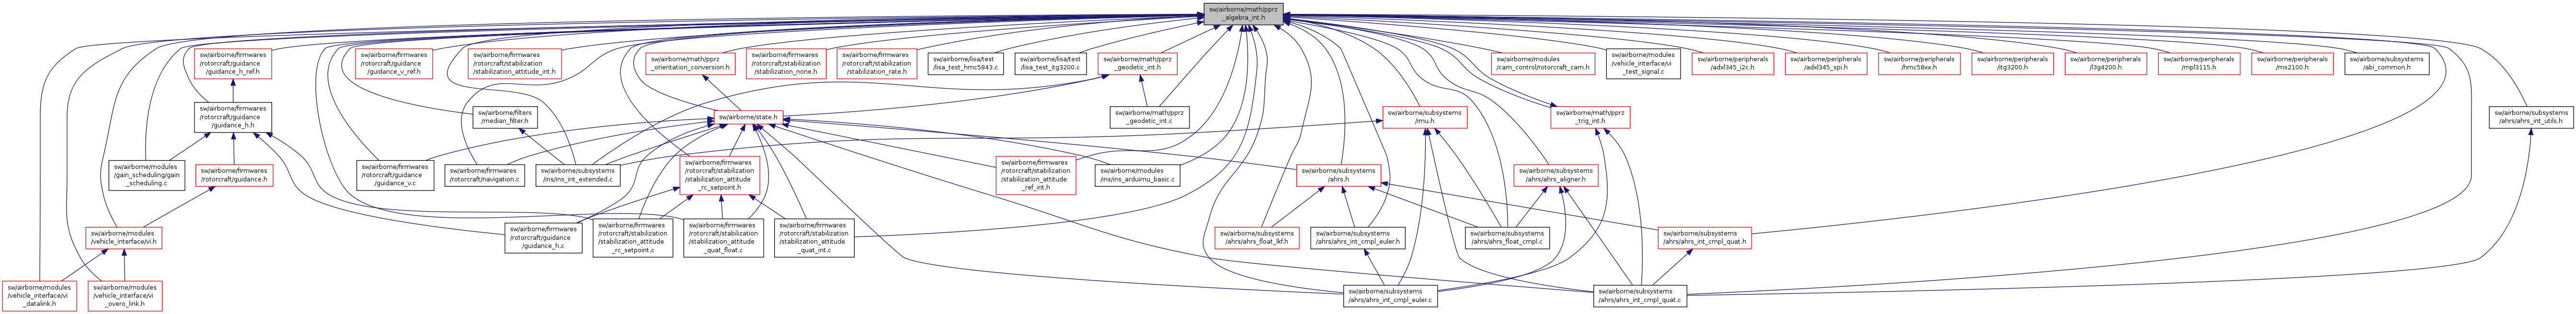 sw/airborne/math/pprz
_algebra_int.h
sw/airborne/firmwares
/rotorcraft/guidance
/guidance_h_ref.h
sw/airborne/firmwares
/rotorcraft/guidance
/guidance_v_ref.h
sw/airborne/firmwares
/rotorcraft/stabilization
/stabilization_attitude_int.h
sw/airborne/math/pprz
_orientation_conversion.h
sw/airborne/firmwares
/rotorcraft/stabilization
/stabilization_none.h
sw/airborne/firmwares
/rotorcraft/stabilization
/stabilization_rate.h
sw/airborne/lisa/test
/lisa_test_hmc5843.c
sw/airborne/lisa/test
/lisa_test_itg3200.c
sw/airborne/math/pprz
_geodetic_int.h
sw/airborne/modules
/cam_control/rotorcraft_cam.h
sw/airborne/modules
/vehicle_interface/vi
_test_signal.c
sw/airborne/peripherals
/adxl345_i2c.h
sw/airborne/peripherals
/adxl345_spi.h
sw/airborne/peripherals
/hmc58xx.h
sw/airborne/peripherals
/itg3200.h
sw/airborne/peripherals
/l3g4200.h
sw/airborne/peripherals
/mpl3115.h
sw/airborne/peripherals
/ms2100.h
sw/airborne/subsystems
/abi_common.h
sw/airborne/firmwares
/rotorcraft/guidance
/guidance_h.h
sw/airborne/filters
/median_filter.h
sw/airborne/state.h
sw/airborne/math/pprz
_geodetic_int.c
sw/airborne/subsystems
/imu.h
sw/airborne/math/pprz
_trig_int.h
sw/airborne/subsystems
/ahrs/ahrs_int_utils.h
sw/airborne/modules
/gain_scheduling/gain
_scheduling.c
sw/airborne/firmwares
/rotorcraft/guidance.h
sw/airborne/firmwares
/rotorcraft/guidance
/guidance_v.c
sw/airborne/firmwares
/rotorcraft/navigation.c
sw/airborne/subsystems
/ins/ins_int_extended.c
sw/airborne/firmwares
/rotorcraft/stabilization
/stabilization_attitude
_rc_setpoint.h
sw/airborne/firmwares
/rotorcraft/stabilization
/stabilization_attitude
_ref_int.h
sw/airborne/modules
/ins/ins_arduimu_basic.c
sw/airborne/subsystems
/ahrs.h
sw/airborne/subsystems
/ahrs/ahrs_aligner.h
sw/airborne/modules
/vehicle_interface/vi.h
sw/airborne/firmwares
/rotorcraft/guidance
/guidance_h.c
sw/airborne/firmwares
/rotorcraft/stabilization
/stabilization_attitude
_rc_setpoint.c
sw/airborne/firmwares
/rotorcraft/stabilization
/stabilization_attitude
_quat_float.c
sw/airborne/firmwares
/rotorcraft/stabilization
/stabilization_attitude
_quat_int.c
sw/airborne/subsystems
/ahrs/ahrs_float_lkf.h
sw/airborne/subsystems
/ahrs/ahrs_int_cmpl_euler.h
sw/airborne/subsystems
/ahrs/ahrs_float_cmpl.c
sw/airborne/subsystems
/ahrs/ahrs_int_cmpl_quat.h
sw/airborne/modules
/vehicle_interface/vi
_datalink.h
sw/airborne/modules
/vehicle_interface/vi
_overo_link.h
sw/airborne/subsystems
/ahrs/ahrs_int_cmpl_euler.c
sw/airborne/subsystems
/ahrs/ahrs_int_cmpl_quat.c